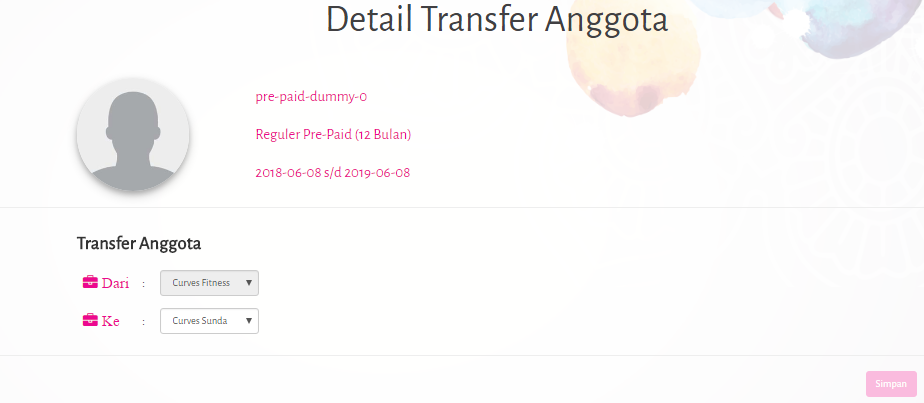 Detail Transfer Anggota
pre-paid-dummy-0
Reguler Pre-Paid (12 Bulan)
2018-06-08 s/d 2019-06-08
Transfer Anggota
Dari : Curves Fitness
Ke : Curves Sunda
Simpan